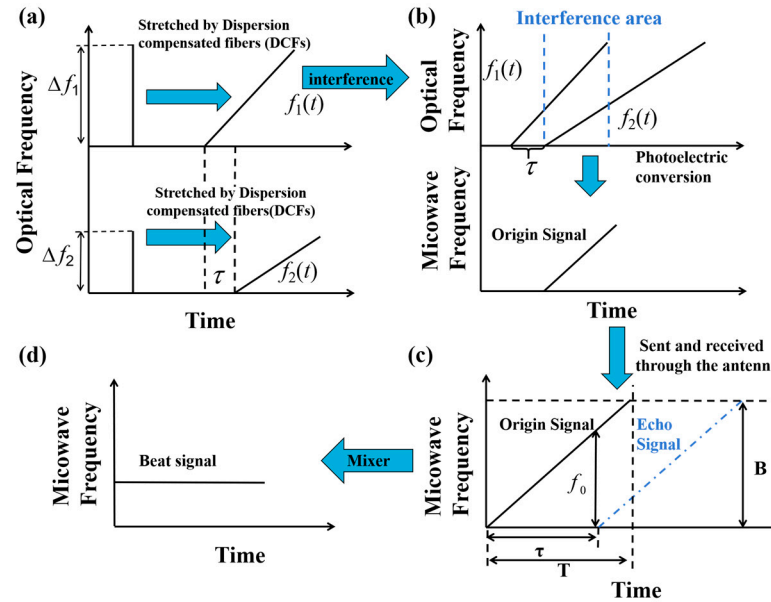 (a)
Stretched by Dispersion
compensated fibers (DCFs)
Δf₁
f₁(t)
interference
Optical Frequency
Stretched by Dispersion
compensated fibers(DCFs)
Δf₂
τ
f₂(t)
Time
(b)
Interference area
Optical
Frequency
f₁(t)
f₂(t)
τ
Photoelectric
conversion
Micowave
Frequency
Origin Signal
Time
Sent and received
through the antenn
(c)
Micowave
Frequency
Origin Signal
Echo
Signal
f₀
B
τ
T
Time
Mixer
(d)
Micowave
Frequency
Beat signal
Time